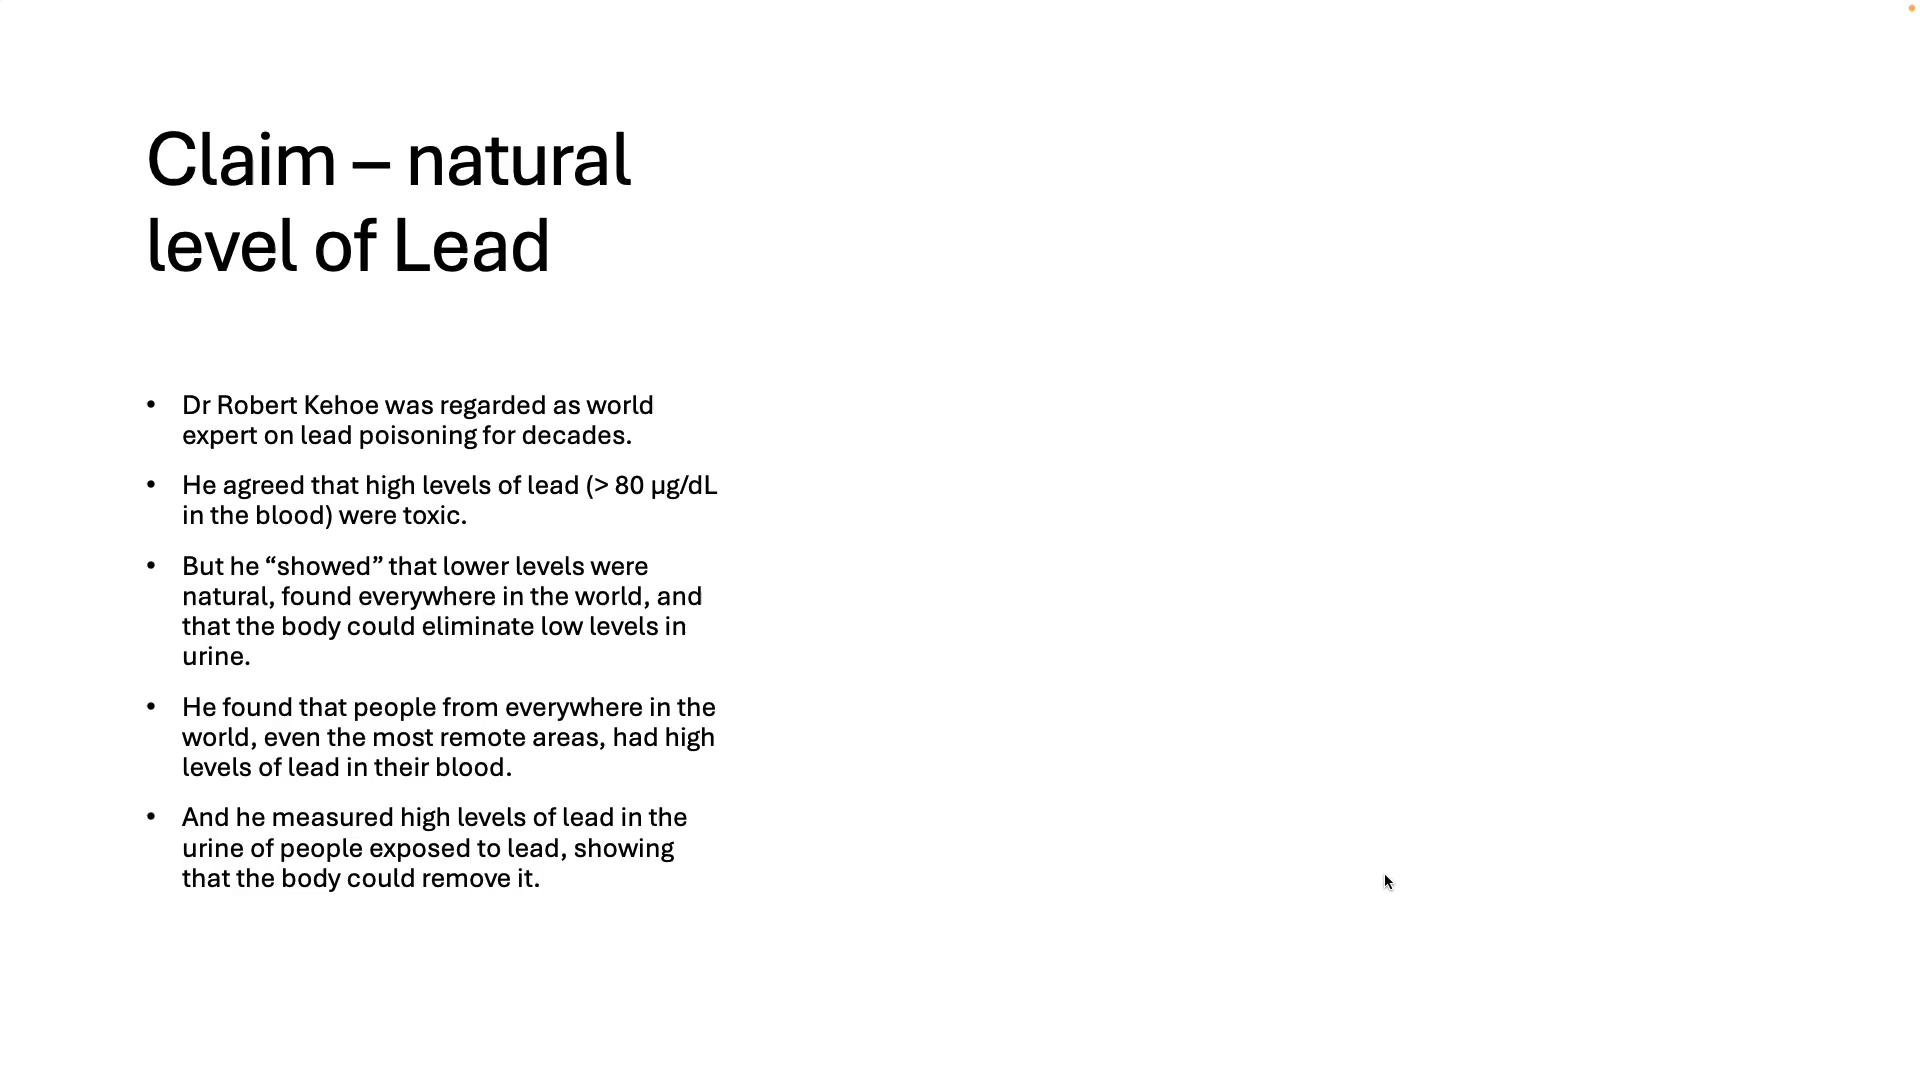 Claim – natural
level of Lead
• Dr Robert Kehoe was regarded as world
expert on lead poisoning for decades.
• He agreed that high levels of lead (> 80 µg/dL
in the blood) were toxic.
• But he “showed” that lower levels were
natural, found everywhere in the world, and
that the body could eliminate low levels in
urine.
• He found that people from everywhere in the
world, even the most remote areas, had high
levels of lead in their blood.
• And he measured high levels of lead in the
urine of people exposed to lead, showing
that the body could remove it.